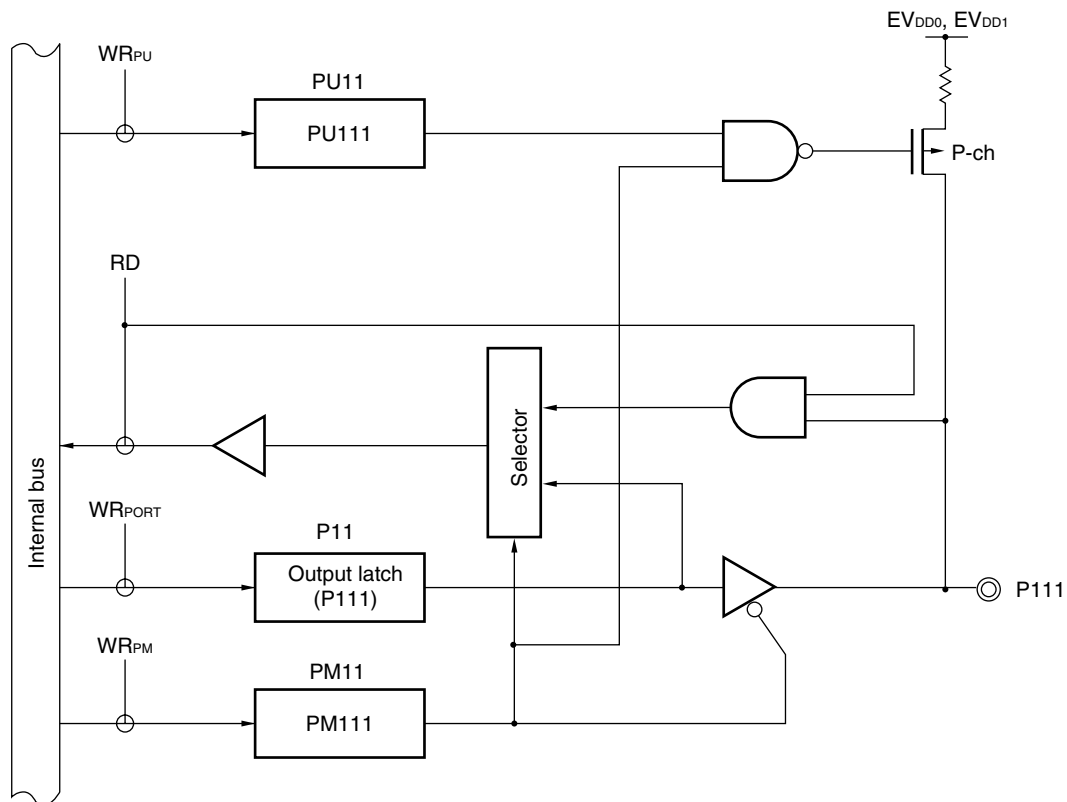 EVDD0, EVDD1
WRPU
PU11
PU111
P-ch
RD
Selector
Internal bus
WRPORT
P11
Output latch
(P111)
P111
WRPM
PM11
PM111